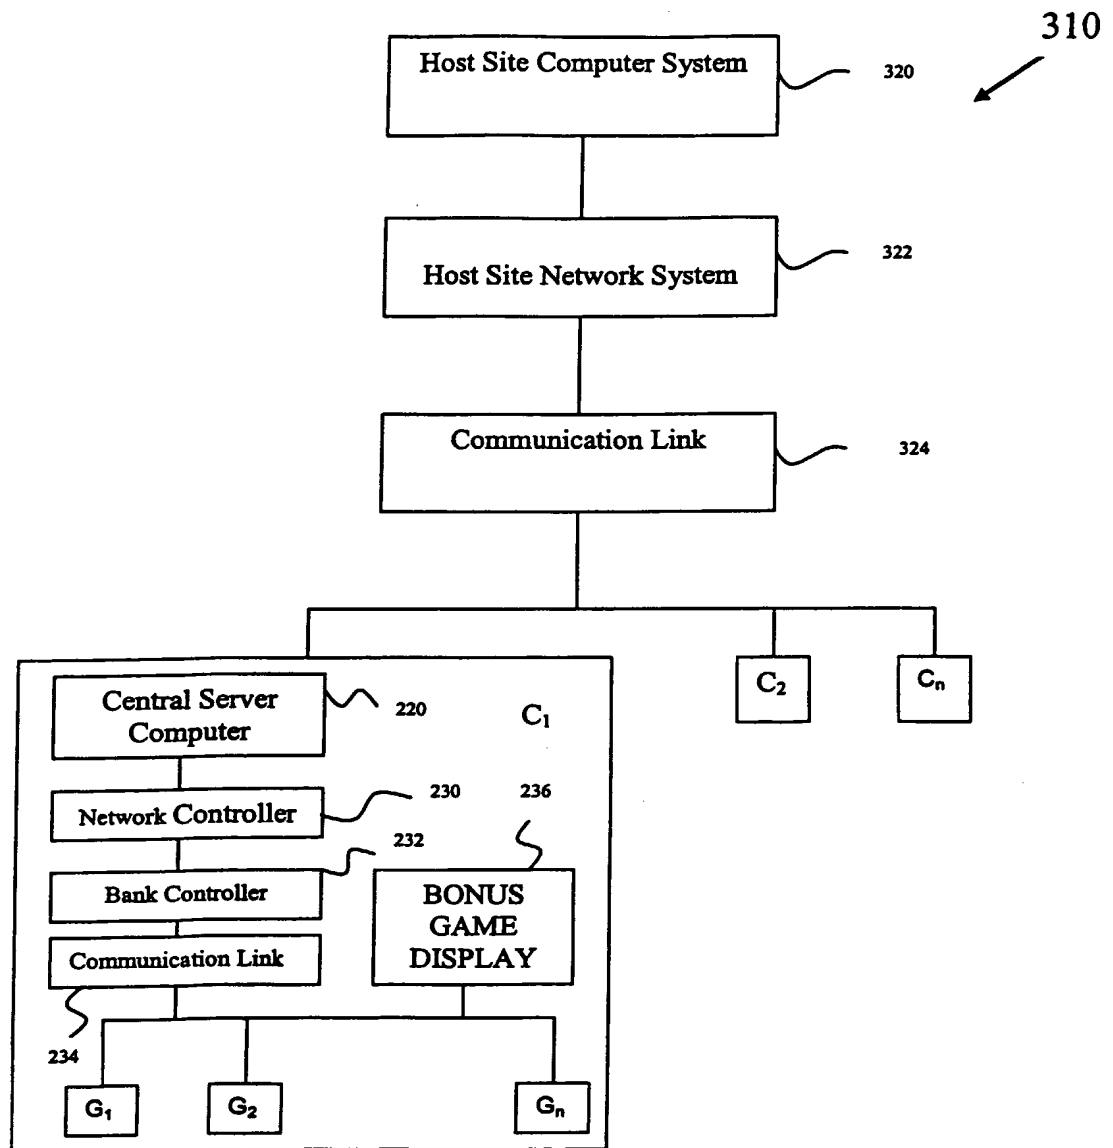 310
Host Site Computer System
320
Host Site Network System
322
Communication Link
324
C2
Cn
C1
Central Server
Computer
220
Network Controller
230
236
232
Bank Controller
BONUS
GAME
DISPLAY
Communication Link
234
G1
G2
Gn